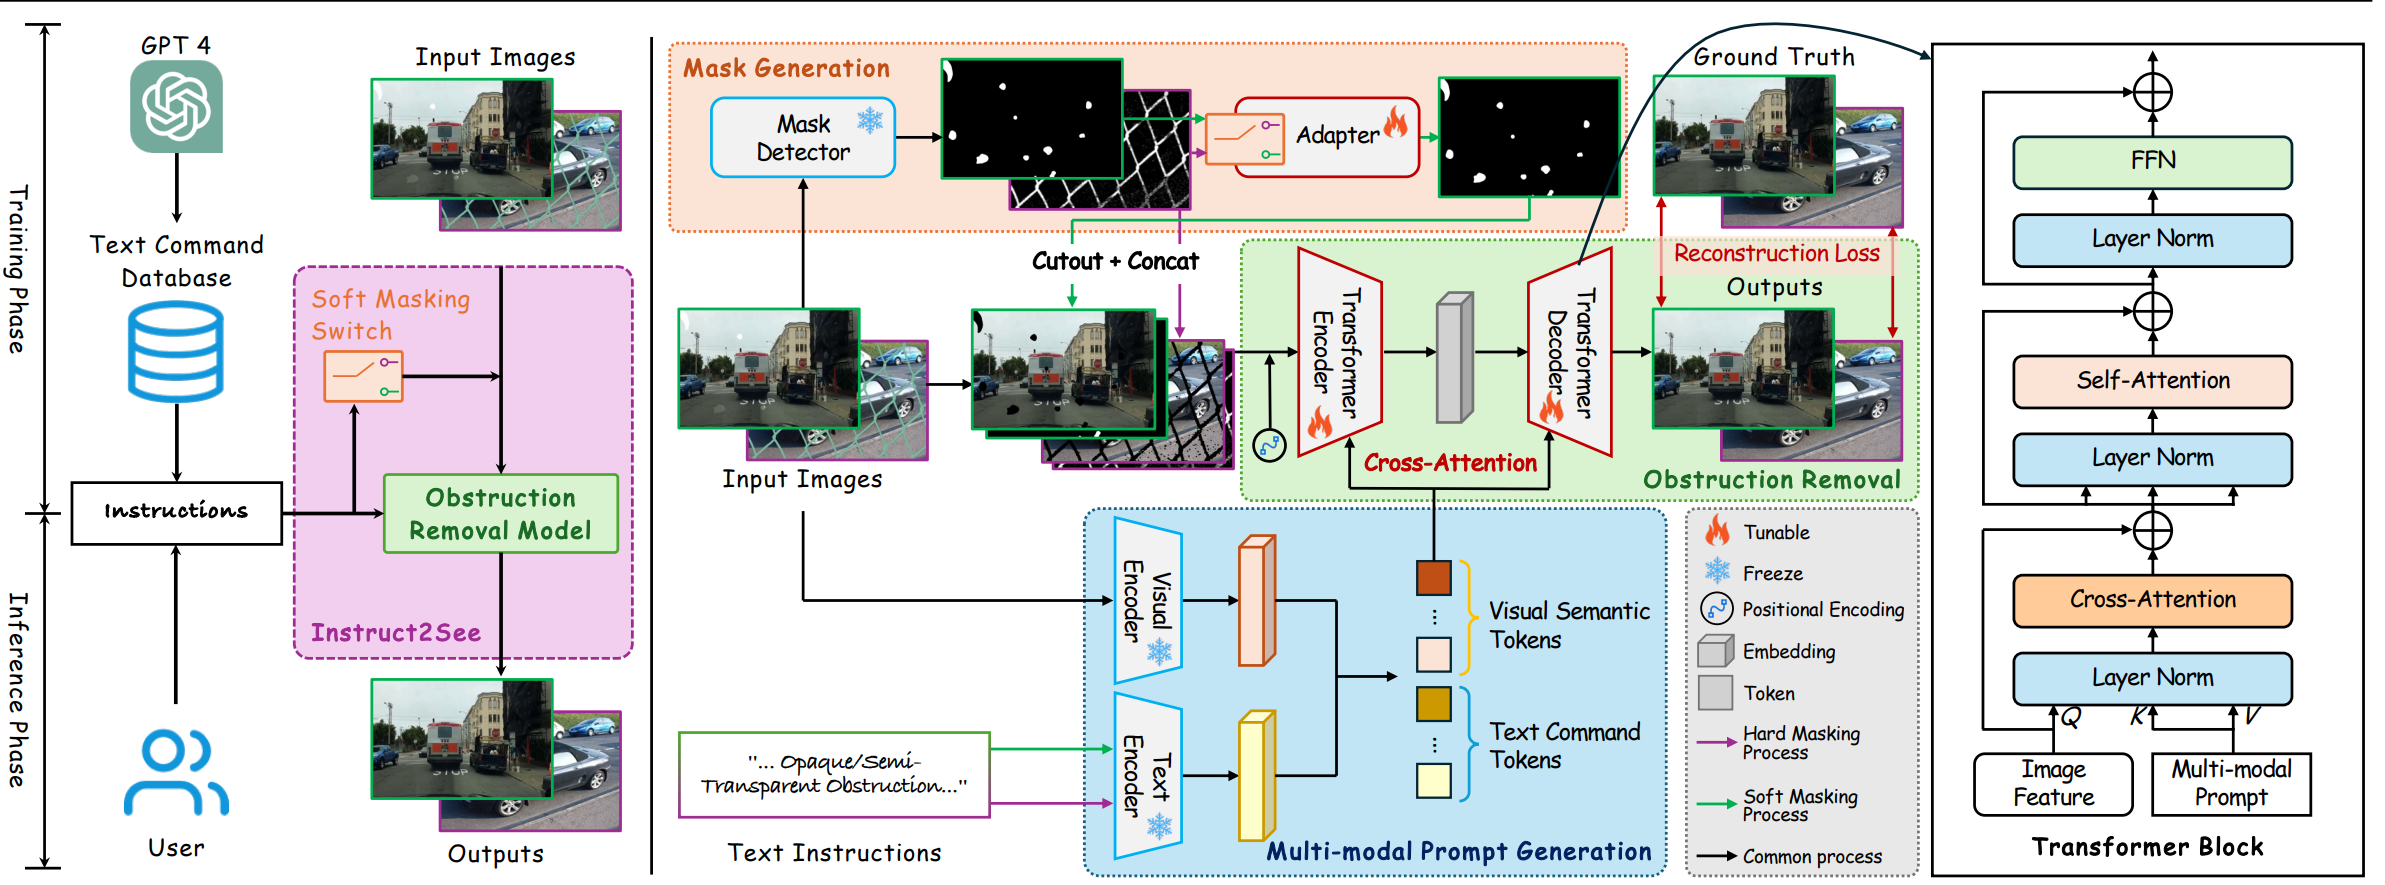 Training Phase
Inference Phase
GPT 4
Text Command
Database
Instructions
User
Input Images
Soft Masking
Switch
Obstruction
Removal Model
Instruct2See
Outputs
Mask Generation
Mask
Detector
Adapter
Cutout + Concat
Input Images
Ground Truth
Reconstruction Loss
Outputs
Transformer
Encoder
Transformer
Decoder
Cross-Attention
Obstruction Removal
Visual
Encoder
Text
Encoder
"... Opaque/Semi-
Transparent Obstruction..."
Text Instructions
Visual Semantic
Tokens
Text Command
Tokens
...
...
Multi-modal Prompt Generation
Tunable
Freeze
Positional Encoding
Embedding
Token
Hard Masking
Process
Soft Masking
Process
Common process
FFN
Layer Norm
Self-Attention
Layer Norm
Cross-Attention
Layer Norm
Q
K
V
Image
Feature
Multi-modal
Prompt
Transformer Block